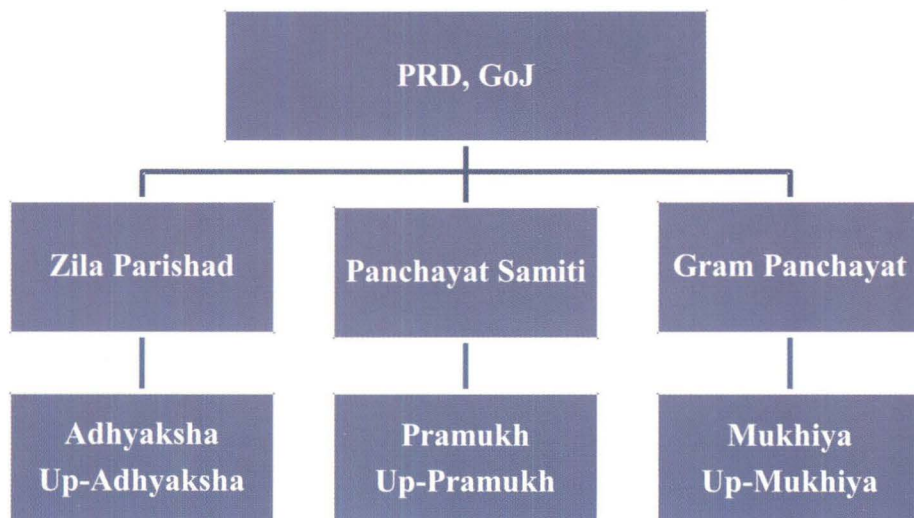 PRD, GoJ
Zila Parishad
Panchayat Samiti
Gram Panchayat
Adhyaksha
Up-Adhyaksha
Pramukh
Up-Pramukh
Mukhiya
Up-Mukhiya